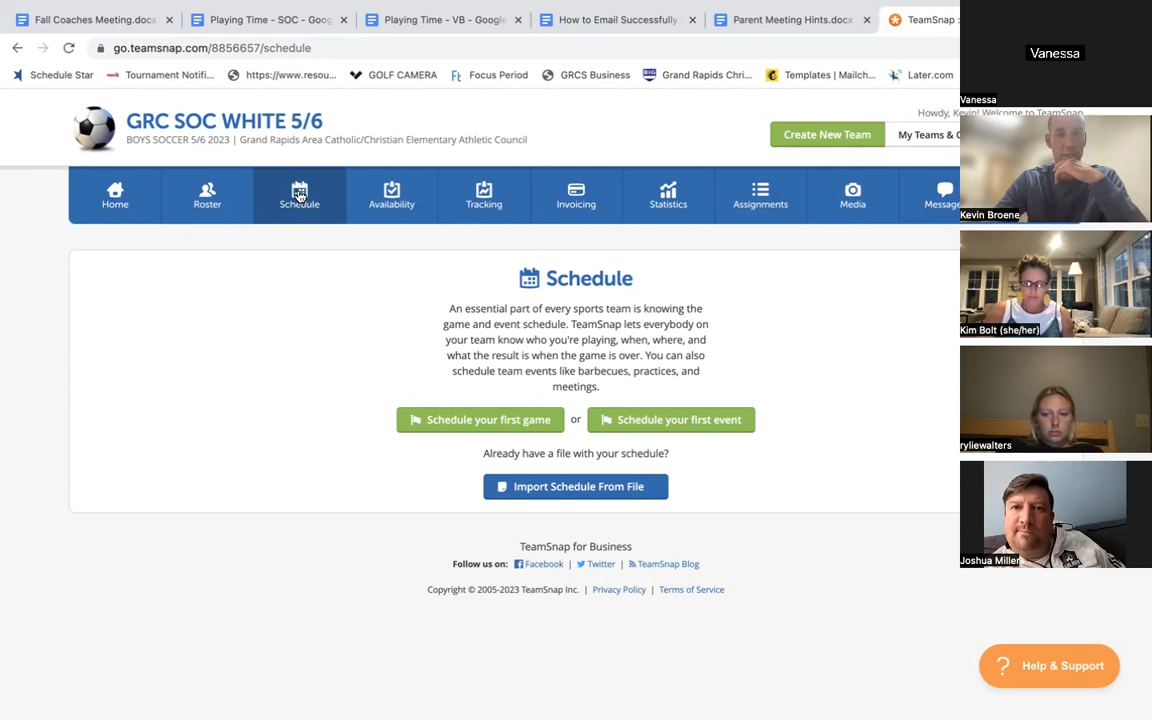 Fall Coaches Meeting.docx
Playing Time - SOC - Goog
Playing Time - VB - Google
How to Email Successfully
Parent Meeting Hints.docx
TeamSnap :
go.teamsnap.com/8856657/schedule
Schedule Star
Tournament Notifi...
https://www.resou...
GOLF CAMERA
Focus Period
GRCS Business
Grand Rapids Chri...
Templates | Mailch...
Later.com
GRC SOC WHITE 5/6
BOYS SOCCER 5/6 2023 | Grand Rapids Area Catholic/Christian Elementary Athletic Council
Howdy, Kevin! Welcome to TeamSnap
Create New Team
My Teams &
Home
Roster
Schedule
Availability
Tracking
Invoicing
Statistics
Assignments
Media
Messag
Schedule
An essential part of every sports team is knowing the
game and event schedule. TeamSnap lets everybody on
your team know who you're playing, when, where, and
what the result is when the game is over. You can also
schedule team events like barbecues, practices, and
meetings.
Schedule your first game
or
Schedule your first event
Already have a file with your schedule?
Import Schedule From File
TeamSnap for Business
Follow us on: Facebook | Twitter | TeamSnap Blog
Copyright © 2005-2023 TeamSnap Inc. | Privacy Policy | Terms of Service
? Help & Support
Vanessa
Vanessa
Kevin Broene
Kim Bolt (she/her)
ryliewalters
Joshua Miller